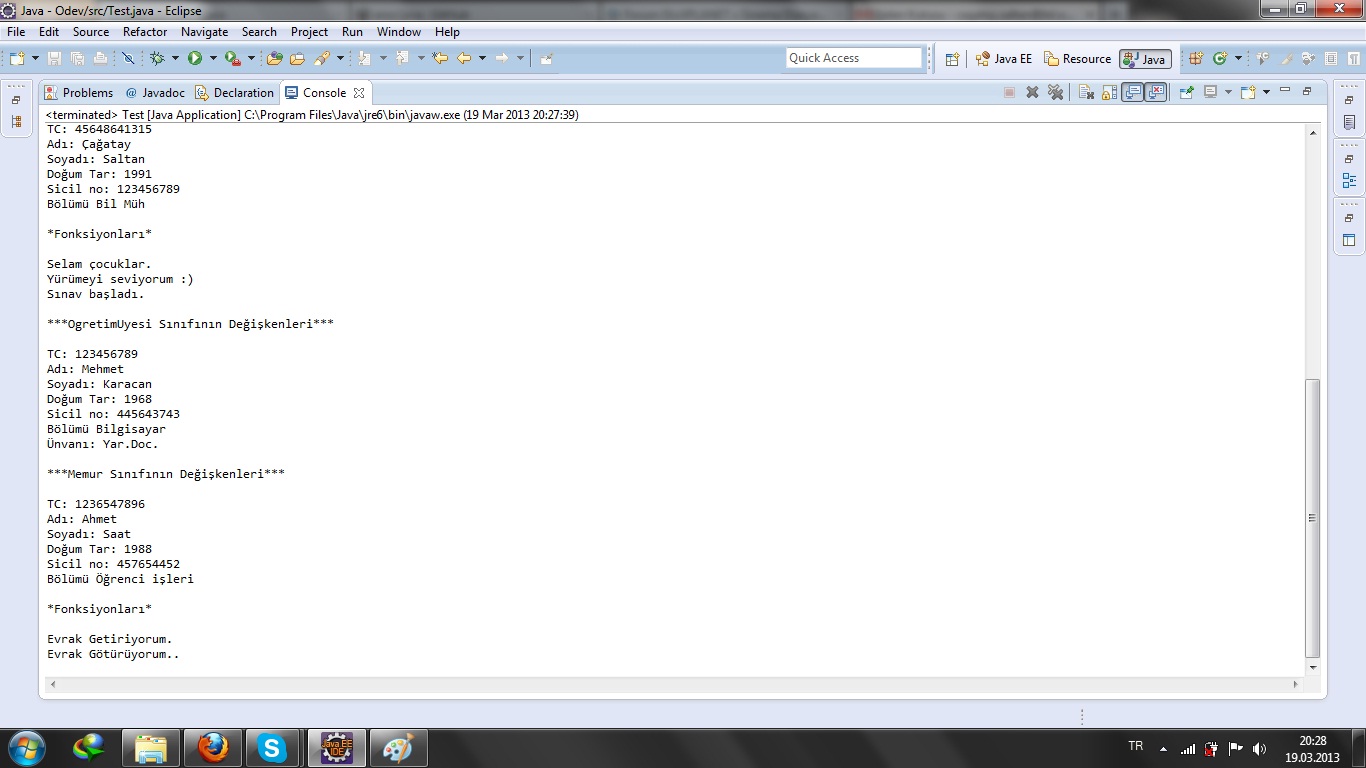 Java - Odev/src/Test.java - Eclipse
File Edit Source Refactor Navigate Search Project Run Window Help
Quick Access
Java EE
Resource
Java
Problems @ Javadoc Declaration Console
<terminated> Test [Java Application] C:\Program Files\Java\jre6\bin\javaw.exe (19 Mar 2013 20:27:39)
TC: 45648641315
Adı: Çağatay
Soyadı: Saltan
Doğum Tar: 1991
Sicil no: 123456789
Bölümü Bil Müh
*Fonksiyonları*
Selam çocuklar.
Yürümeyi seviyorum :)
Sınav başladı.
***OgretimUyesi Sınıfının Değişkenleri***
TC: 123456789
Adı: Mehmet
Soyadı: Karacan
Doğum Tar: 1968
Sicil no: 445643743
Bölümü Bilgisayar
Ünvanı: Yar.Doc.
***Memur Sınıfının Değişkenleri***
TC: 1236547896
Adı: Ahmet
Soyadı: Saat
Doğum Tar: 1988
Sicil no: 457654452
Bölümü Öğrenci işleri
*Fonksiyonları*
Evrak Getiriyorum.
Evrak Götürüyorum..
Java EE
IDE
TR
20:28
19.03.2013